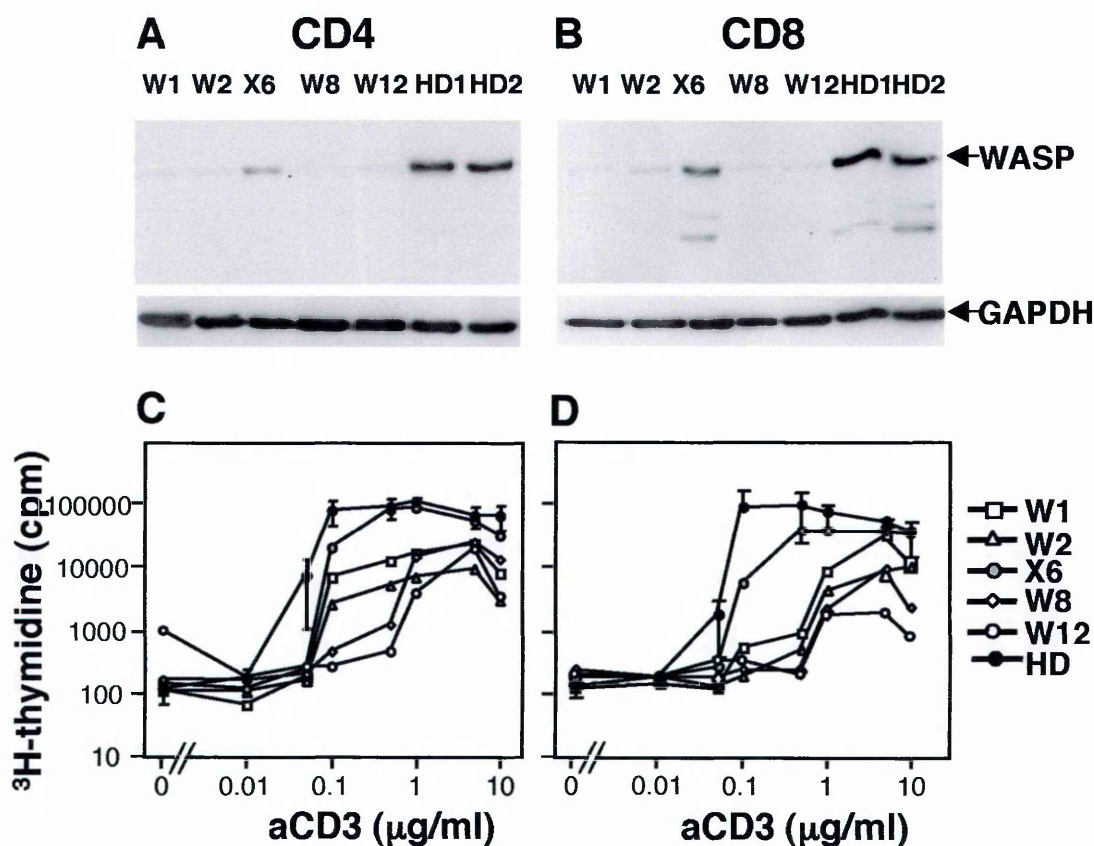 A CD4 B CD8
W1 W2 X6 W8 W12 HD1 HD2 W1 W2 X6 W8 W12 HD1 HD2
WASP
GAPDH
C D
³H-thymidine (cpm)
100000
10000
1000
100
10
0 0.01 0.1 1 10 0 0.01 0.1 1 10
aCD3 (μg/ml) aCD3 (μg/ml)
W1
W2
X6
W8
W12
HD